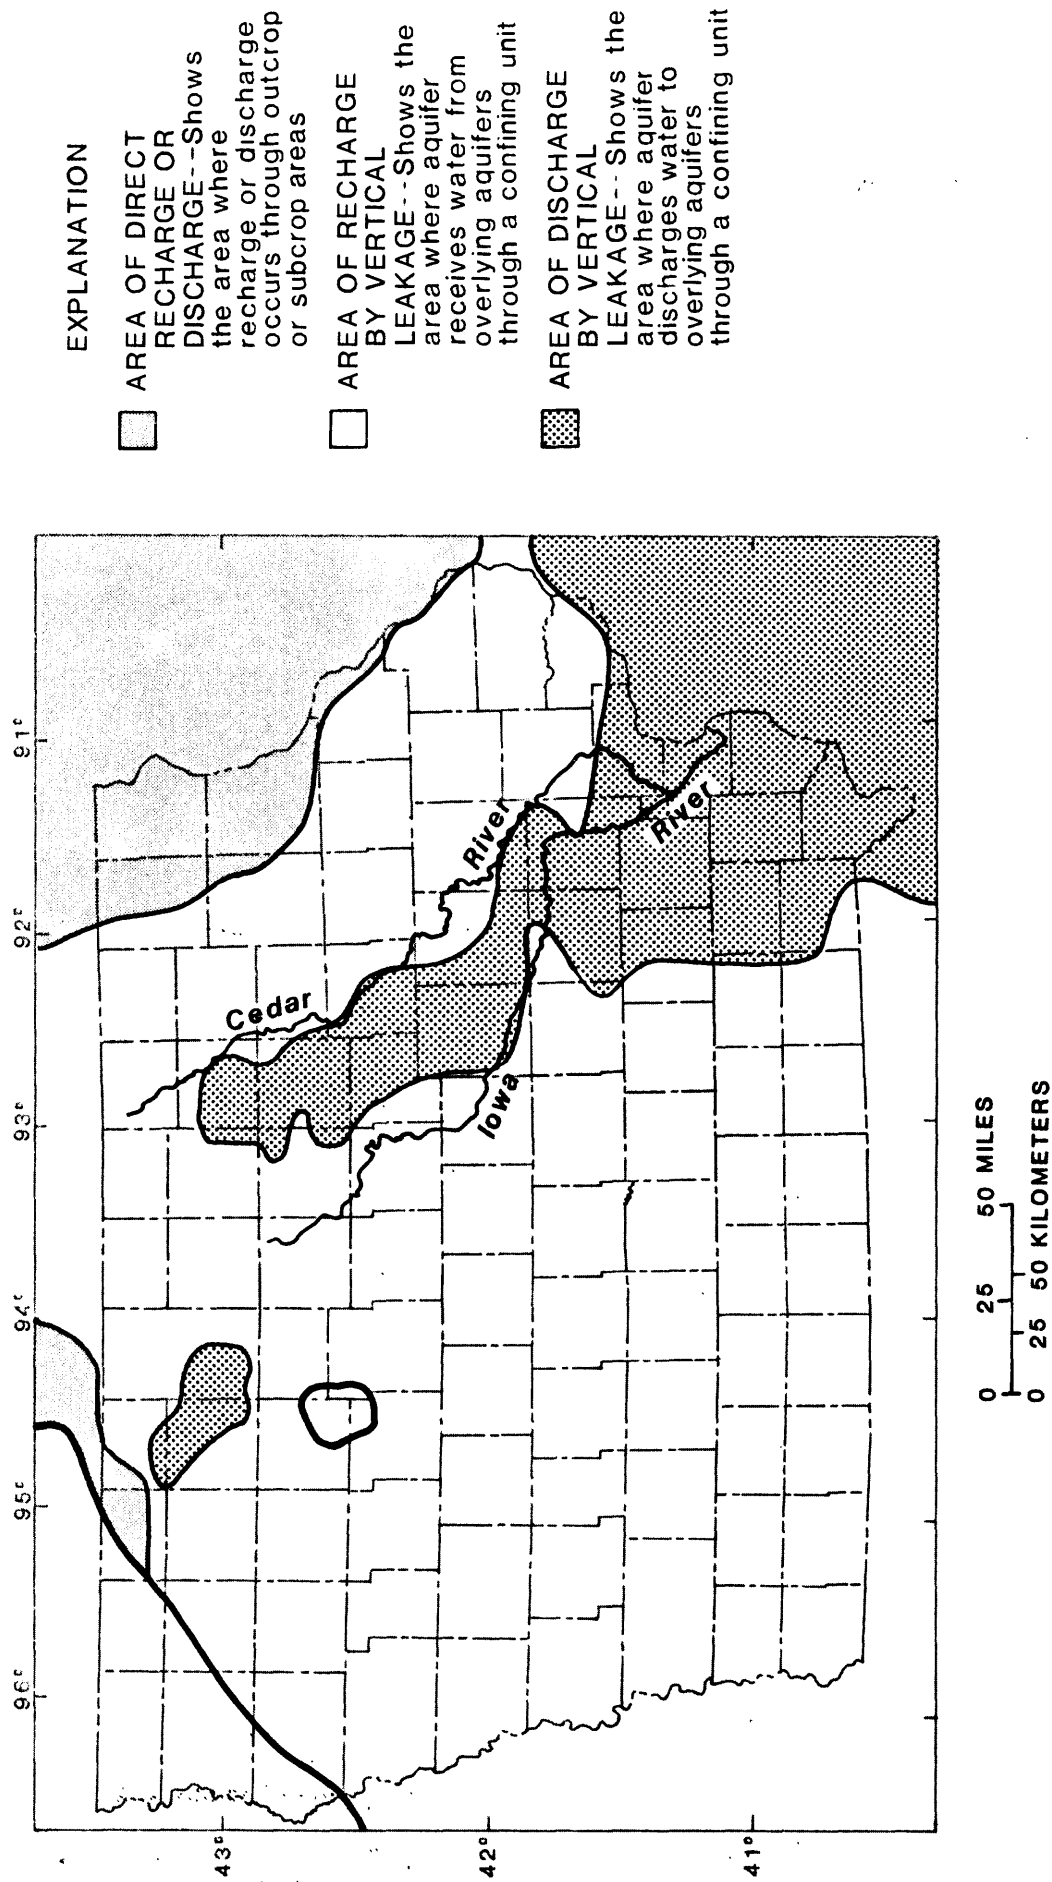 EXPLANATION
AREA OF DIRECT
RECHARGE OR
DISCHARGE--Shows
the area where
recharge or discharge
occurs through outcrop
or subcrop areas
AREA OF RECHARGE
BY VERTICAL
LEAKAGE--Shows the
area where aquifer
receives water from
overlying aquifers
through a confining unit
AREA OF DISCHARGE
BY VERTICAL
LEAKAGE--Shows the
area where aquifer
discharges water to
overlying aquifers
through a confining unit
96°
95°
94°
93°
92°
91°
43°
42°
41°
Cedar
River
Iowa
River
0 25 50 MILES
0 25 50 KILOMETERS